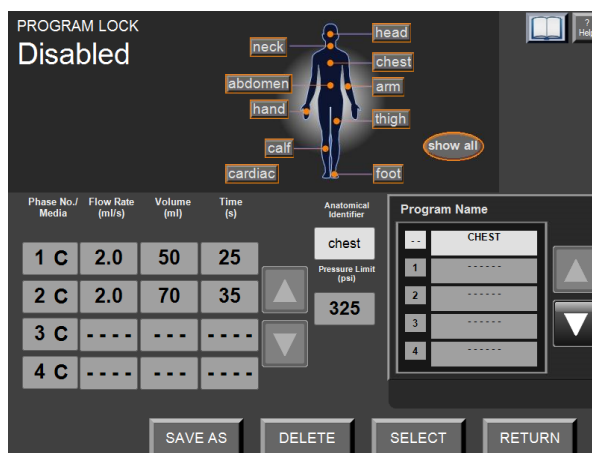 PROGRAM LOCK
Disabled
?
Help
head
neck
chest
abdomen
arm
hand
thigh
calf
show all
cardiac
foot
Phase No./ Flow Rate Volume Time
Media (ml/s) (ml) (s)
1 C 2.0 50 25
2 C 2.0 70 35
3 C - - - - - - - - - - -
4 C - - - - - - - - - - -
Anatomical
Identifier
chest
Pressure Limit
(psi)
325
Program Name
-- CHEST
1 ------
2 ------
3 ------
4 ------
SAVE AS DELETE SELECT RETURN